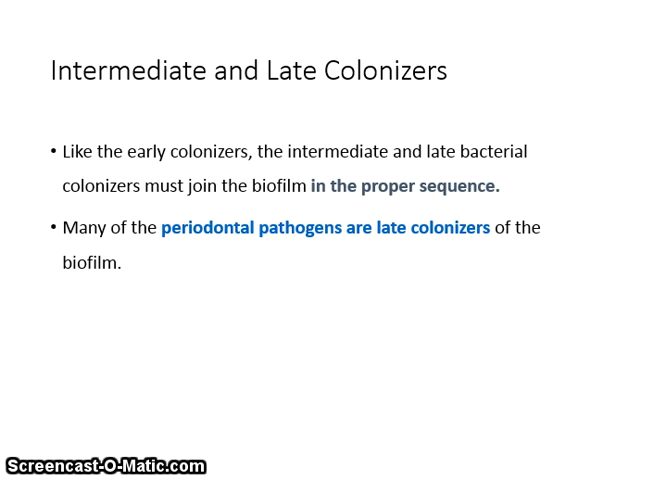 Intermediate and Late Colonizers
• Like the early colonizers, the intermediate and late bacterial
colonizers must join the biofilm in the proper sequence.
• Many of the periodontal pathogens are late colonizers of the
biofilm.
Screencast-O-Matic.com